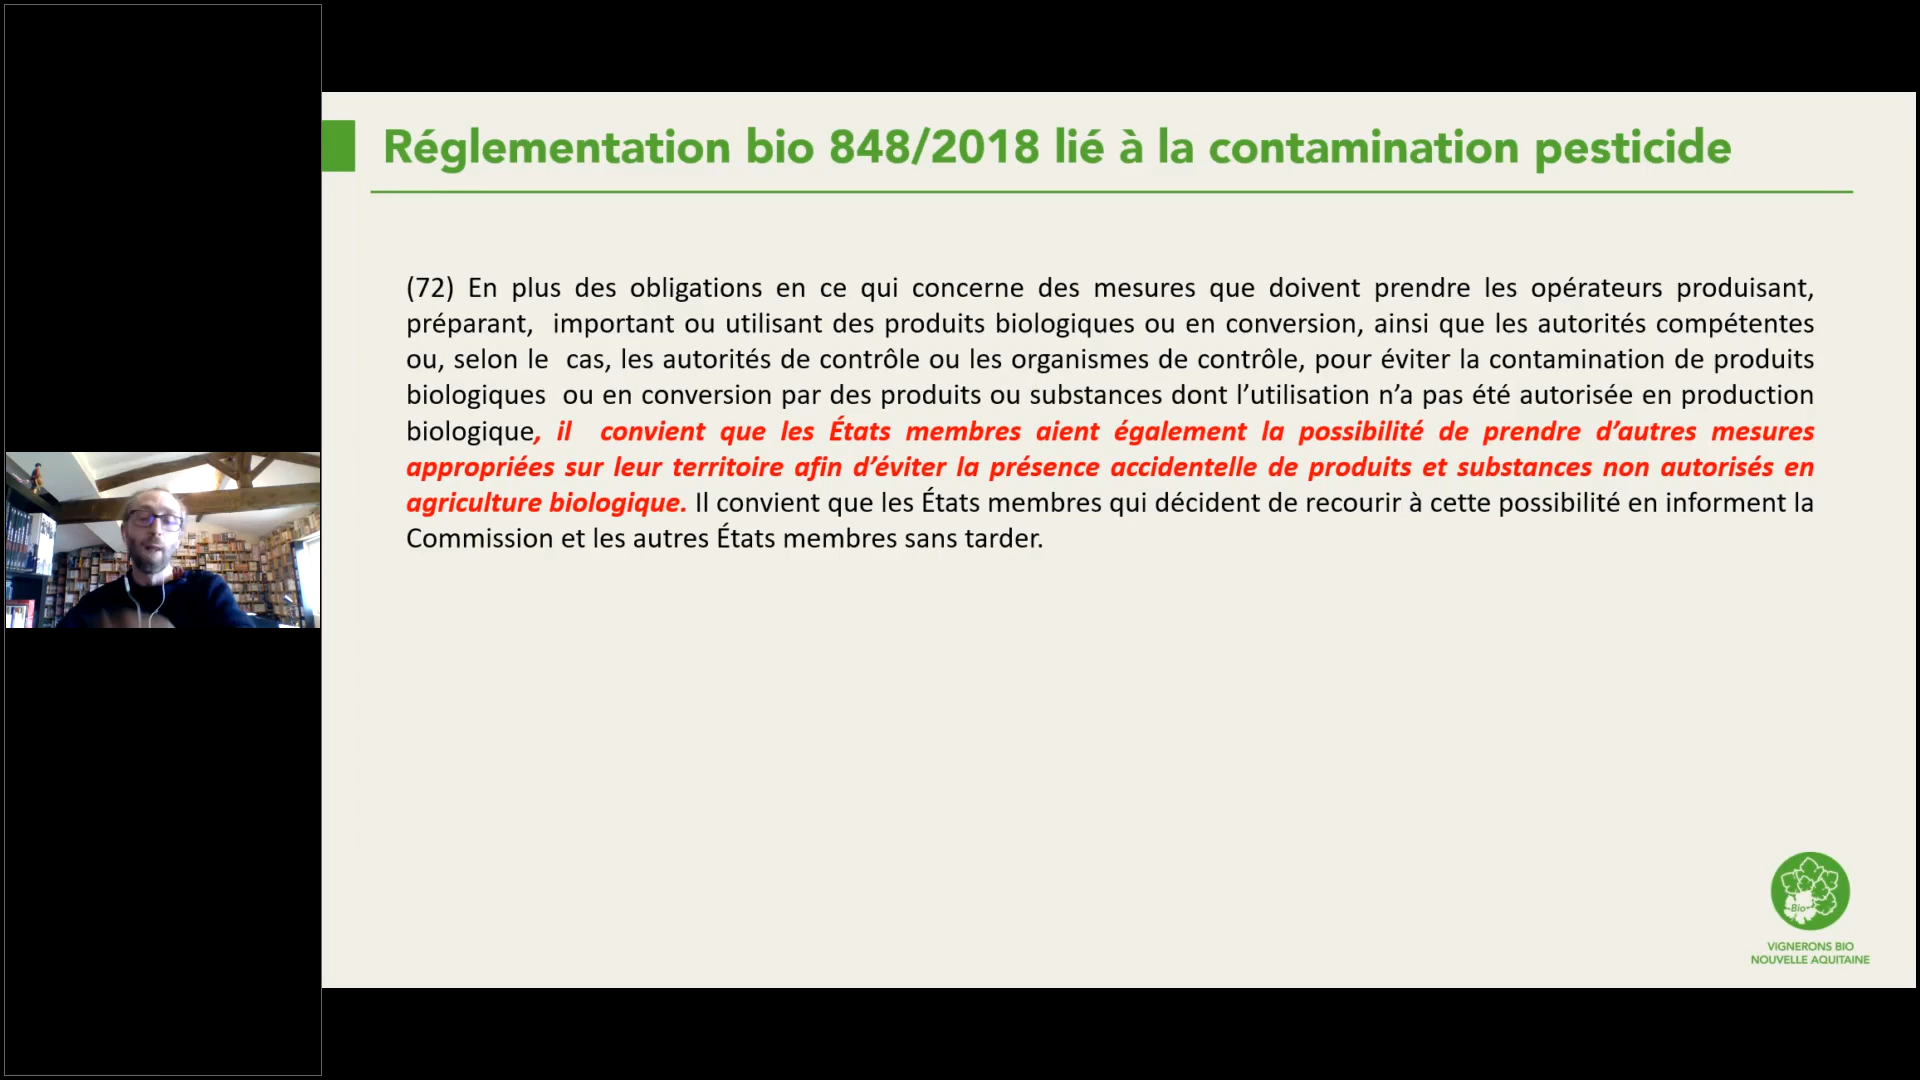 Réglementation bio 848/2018 lié à la contamination pesticide
(72) En plus des obligations en ce qui concerne des mesures que doivent prendre les opérateurs produisant,
préparant, important ou utilisant des produits biologiques ou en conversion, ainsi que les autorités compétentes
ou, selon le cas, les autorités de contrôle ou les organismes de contrôle, pour éviter la contamination de produits
biologiques ou en conversion par des produits ou substances dont l’utilisation n’a pas été autorisée en production
biologique, il convient que les États membres aient également la possibilité de prendre d’autres mesures
appropriées sur leur territoire afin d’éviter la présence accidentelle de produits et substances non autorisés en
agriculture biologique. Il convient que les États membres qui décident de recourir à cette possibilité en informent la
Commission et les autres États membres sans tarder.
Bio
VIGNERONS BIO
NOUVELLE AQUITAINE